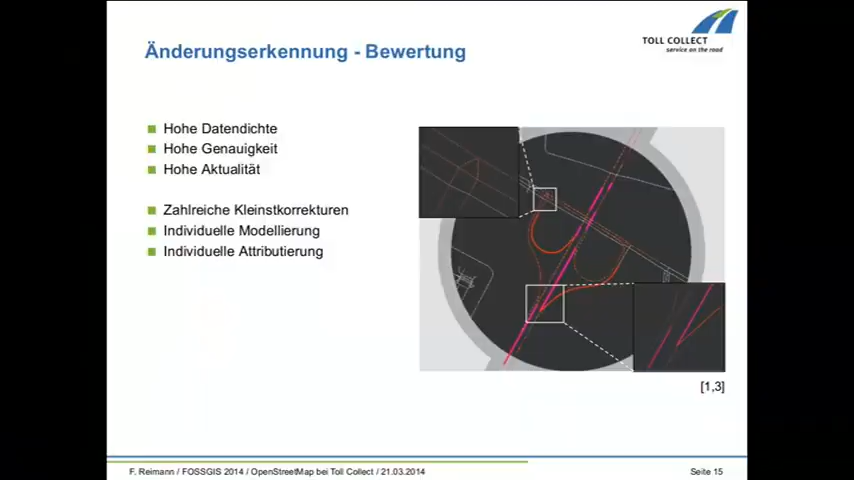 TOLL COLLECT
service on the road
Änderungserkennung - Bewertung
Hohe Datendichte
Hohe Genauigkeit
Hohe Aktualität
Zahlreiche Kleinstkorrekturen
Individuelle Modellierung
Individuelle Attributierung
[1,3]
F. Reimann / FOSSGIS 2014 / OpenStreetMap bei Toll Collect / 21.03.2014
Seite 15